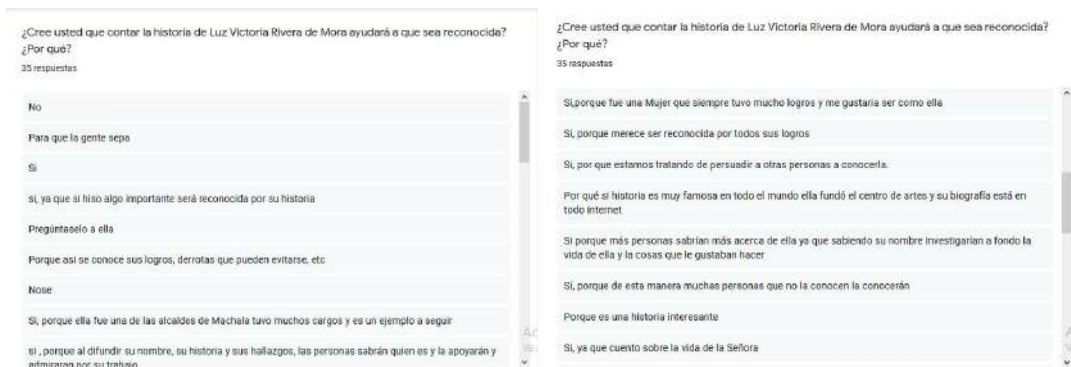 ¿Cree usted que contar la historia de Luz Victoria Rivera de Mora ayudará a que sea reconocida?
¿Por qué?
35 respuestas
No
Para que la gente sepa
Si
si, ya que si hiso algo importante será reconocida por su historia
Pregúntaselo a ella
Porque asi se conoce sus logros, derrotas que pueden evitarse, etc
Nose
Si, porque ella fue una de las alcaldes de Machala tuvo muchos cargos y es un ejemplo a seguir
si , porque al difundir su nombre, su historia y sus hallazgos, las personas sabrán quien es y la apoyarán y
admiraran por su trabajo
¿Cree usted que contar la historia de Luz Victoria Rivera de Mora ayudará a que sea reconocida?
¿Por qué?
35 respuestas
Si,porque fue una Mujer que siempre tuvo mucho logros y me gustaria ser como ella
Si, porque merece ser reconocida por todos sus logros
Si, por que estamos tratando de persuadir a otras personas a conocerla.
Por qué si historia es muy famosa en todo el mundo ella fundó el centro de artes y su biografía está en
todo internet
Si porque más personas sabrían más acerca de ella ya que sabiendo su nombre investigarían a fondo la
vida de ella y la cosas que le gustaban hacer
Si, porque de esta manera muchas personas que no la conocen la conocerán
Porque es una historia interesante
Si, ya que cuento sobre la vida de la Señora